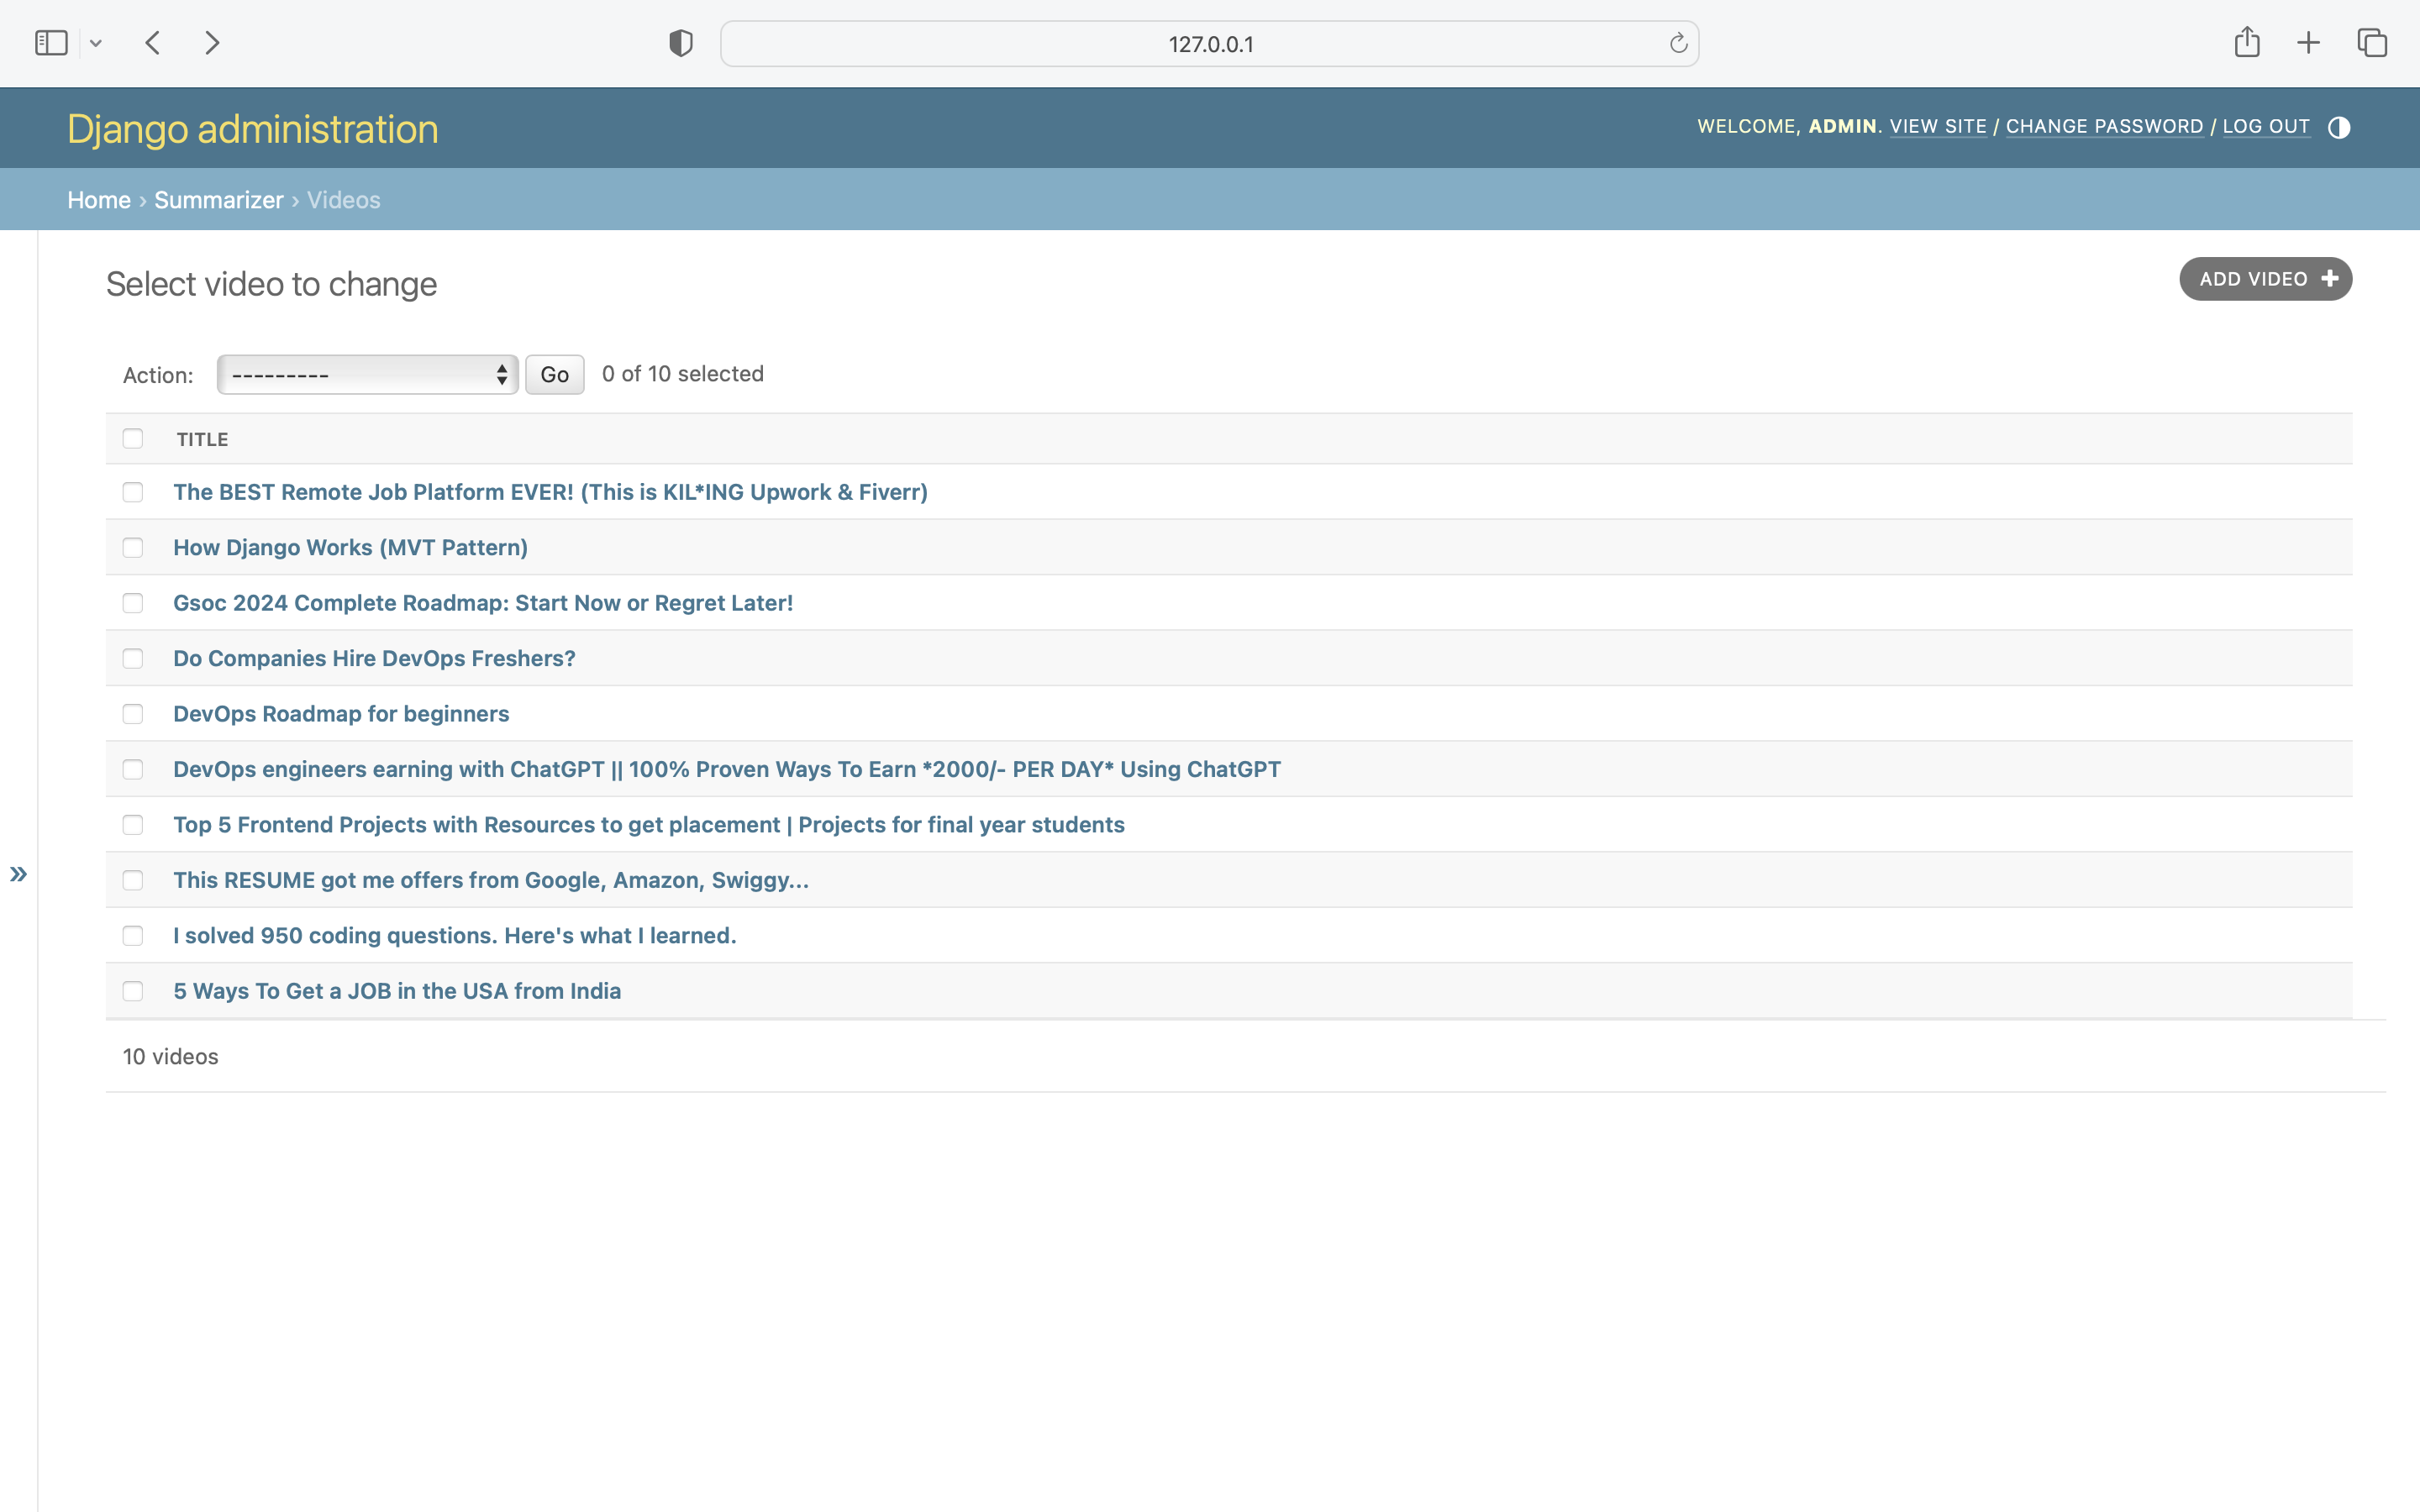 127.0.0.1
Django administration
WELCOME, ADMIN. VIEW SITE / CHANGE PASSWORD / LOG OUT
Home › Summarizer › Videos
Select video to change
ADD VIDEO +
Action: --------- Go 0 of 10 selected
TITLE
The BEST Remote Job Platform EVER! (This is KIL*ING Upwork & Fiverr)
How Django Works (MVT Pattern)
Gsoc 2024 Complete Roadmap: Start Now or Regret Later!
Do Companies Hire DevOps Freshers?
DevOps Roadmap for beginners
DevOps engineers earning with ChatGPT || 100% Proven Ways To Earn *2000/- PER DAY* Using ChatGPT
Top 5 Frontend Projects with Resources to get placement | Projects for final year students
»
This RESUME got me offers from Google, Amazon, Swiggy...
I solved 950 coding questions. Here's what I learned.
5 Ways To Get a JOB in the USA from India
10 videos